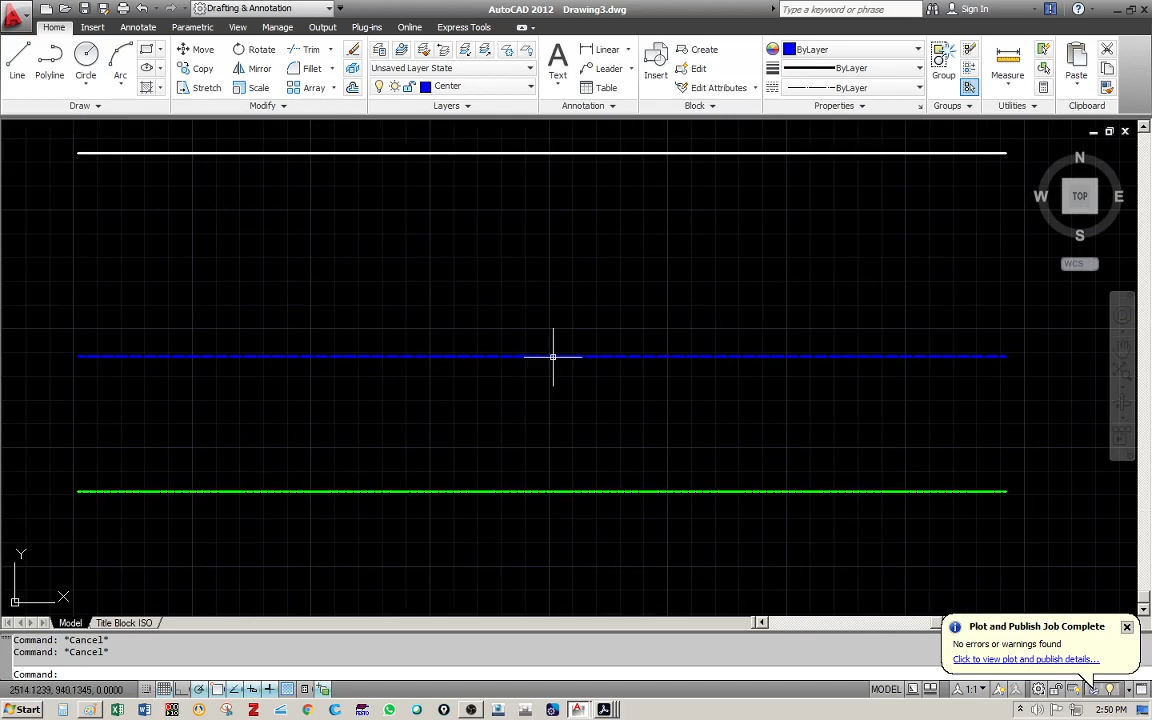 Drafting & Annotation
AutoCAD 2012 Drawing3.dwg
Type a keyword or phrase
Sign In
Home Insert Annotate Parametric View Manage Output Plug-ins Online Express Tools
Line Polyline Circle Arc
Draw
Move Rotate Trim
Copy Mirror Fillet
Stretch Scale Array
Modify
Unsaved Layer State
Center
Layers
Text
Linear
Leader
Table
Annotation
Insert
Create
Edit
Edit Attributes
Block
ByLayer
ByLayer
ByLayer
Properties
Group
Groups
Measure
Utilities
Paste
Clipboard
N
W TOP E
S
WCS
Y
X
Model Title Block ISO
Command: *Cancel*
Command: *Cancel*
Command:
Plot and Publish Job Complete
No errors or warnings found
Click to view plot and publish details...
2514.1239, 940.1345, 0.0000
MODEL
1:1
Start
2:50 PM